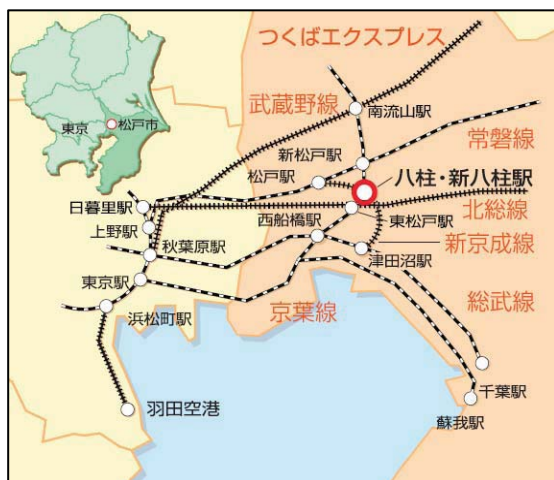 つくばエクスプレス
武蔵野線
南流山駅
東京
松戸市
常磐線
新松戸駅
松戸駅
八柱・新八柱駅
日暮里駅
北総線
西船橋駅
東松戸駅
上野駅
秋葉原駅
新京成線
津田沼駅
東京駅
京葉線
総武線
浜松町駅
千葉駅
羽田空港
蘇我駅